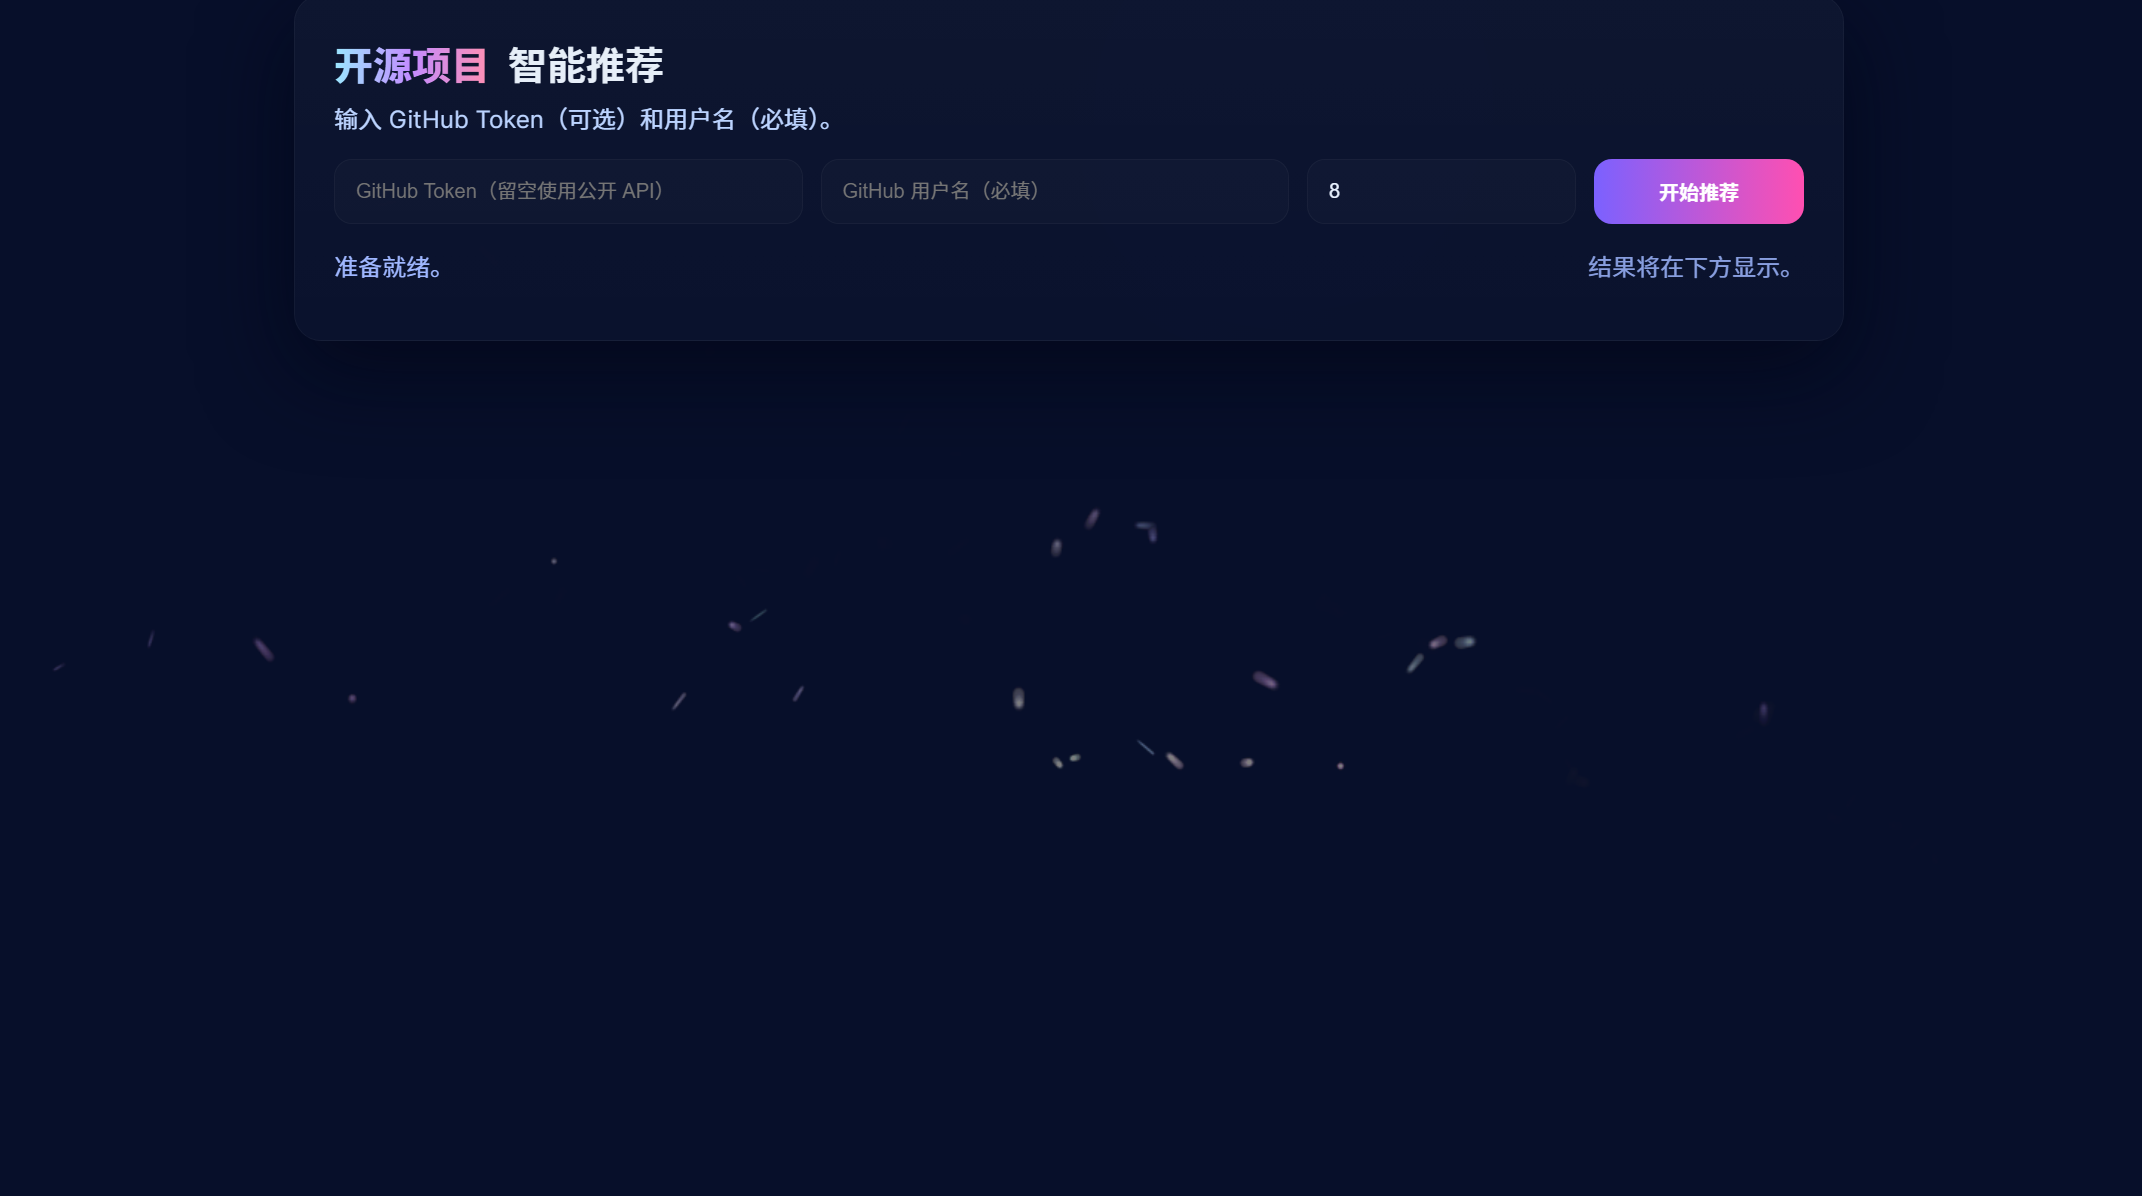 开源项目 智能推荐
输入 GitHub Token（可选）和用户名（必填）。
GitHub Token（留空使用公开 API） GitHub 用户名（必填） 8 开始推荐
准备就绪。 结果将在下方显示。